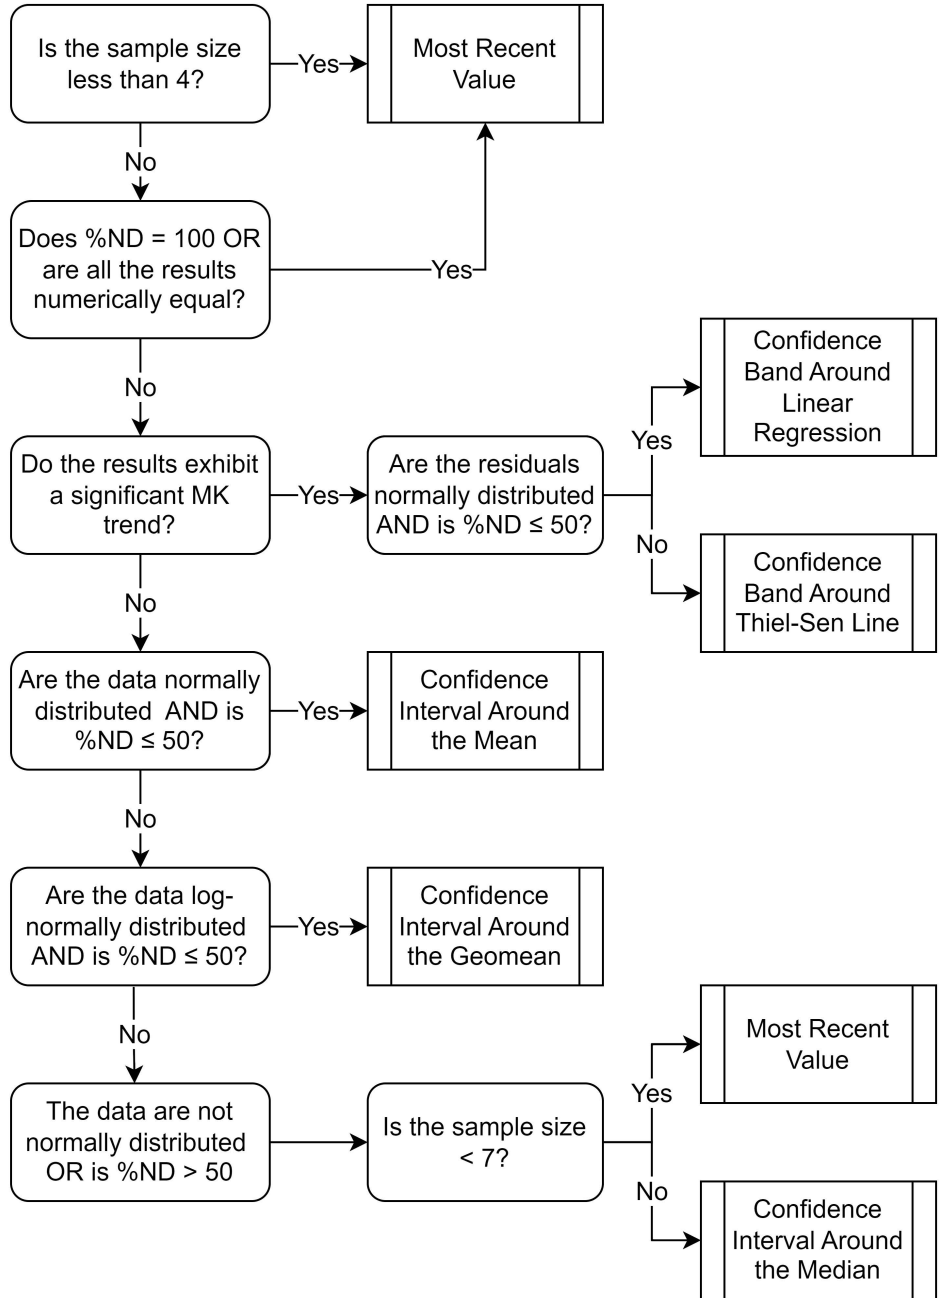 Is the sample size
less than 4?
Yes
Most Recent
Value
No
Does %ND = 100 OR
are all the results
numerically equal?
Yes
No
Do the results exhibit
a significant MK
trend?
Yes
Are the residuals
normally distributed
AND is %ND ≤ 50?
Yes
Confidence
Band Around
Linear
Regression
No
Confidence
Band Around
Thiel-Sen Line
No
Are the data normally
distributed AND is
%ND ≤ 50?
Yes
Confidence
Interval Around
the Mean
No
Are the data log-
normally distributed
AND is %ND ≤ 50?
Yes
Confidence
Interval Around
the Geomean
No
The data are not
normally distributed
OR is %ND > 50
Is the sample size
< 7?
Yes
Most Recent
Value
No
Confidence
Interval Around
the Median